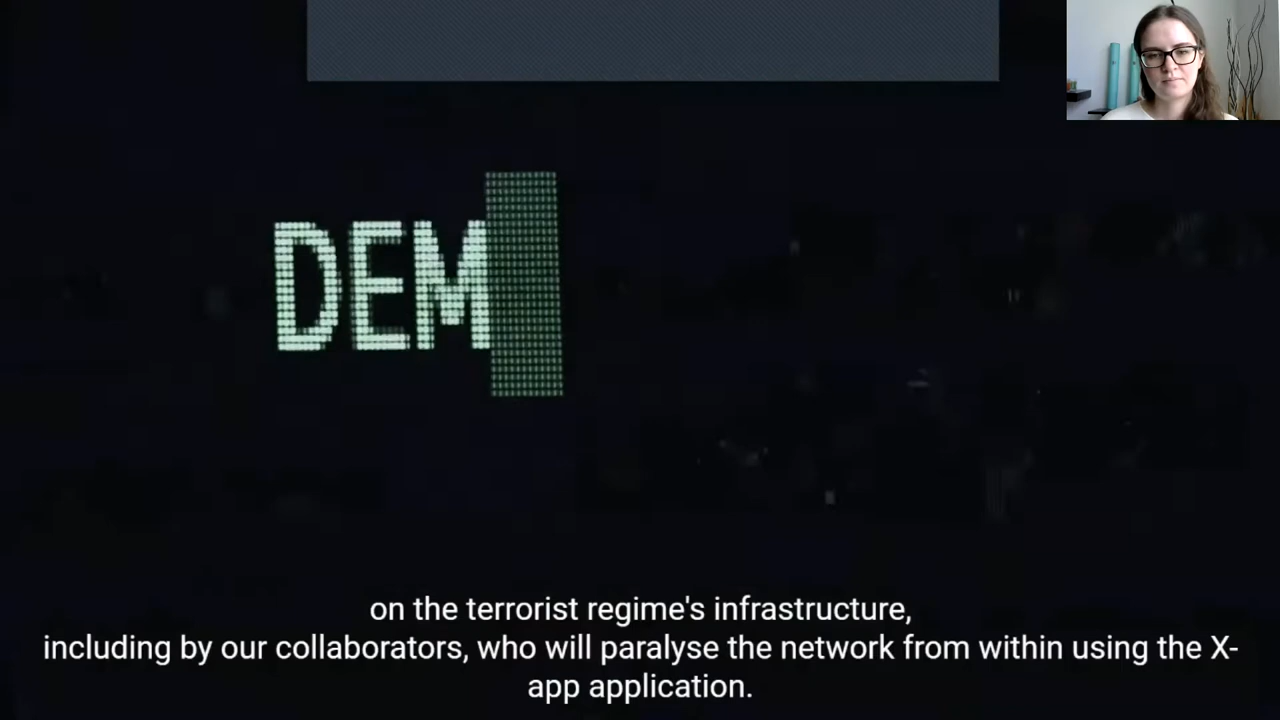 DEM
on the terrorist regime's infrastructure,
including by our collaborators, who will paralyse the network from within using the X-
app application.